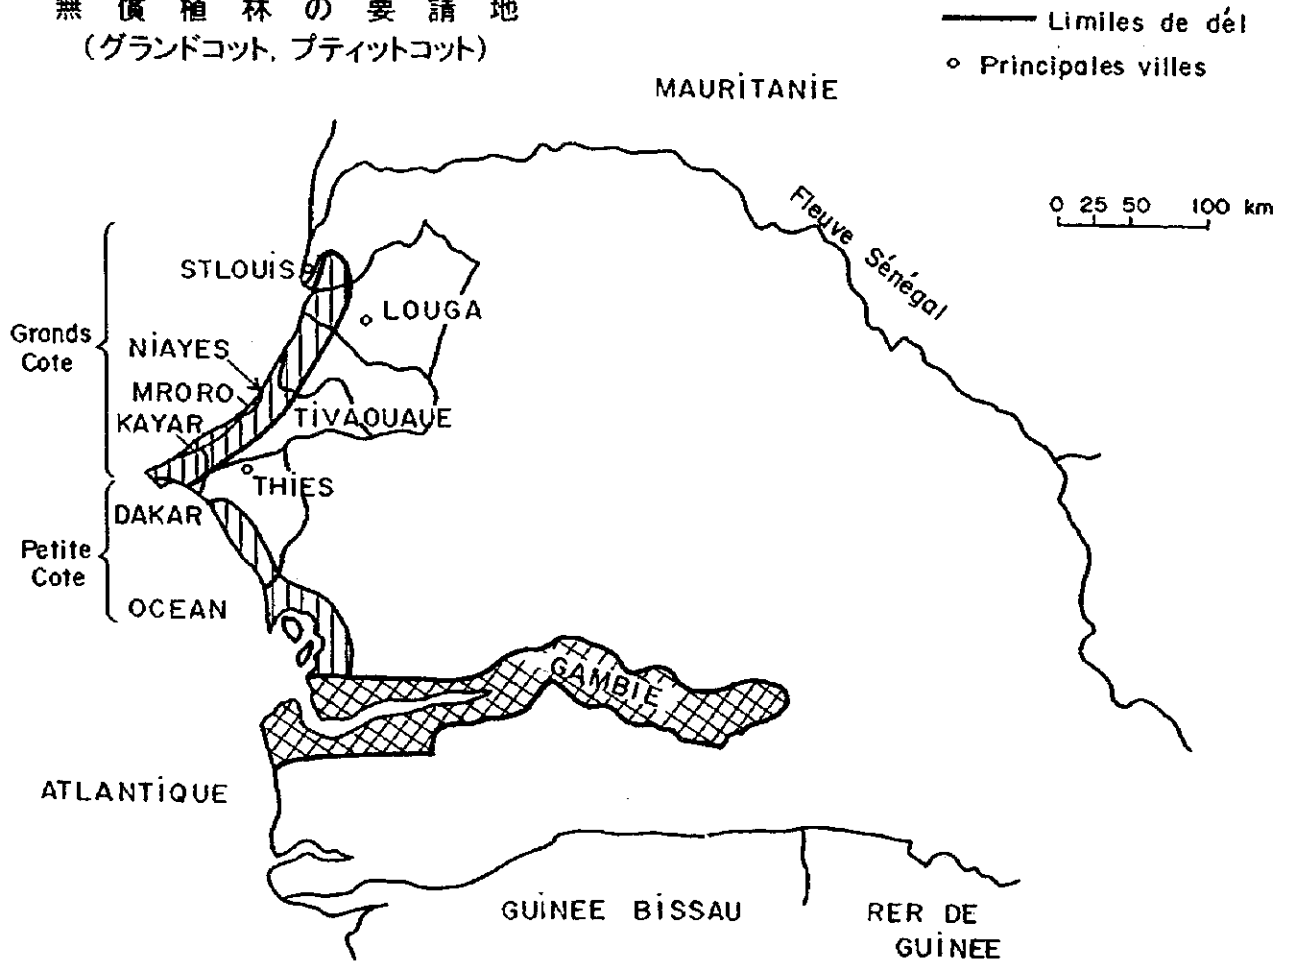 無償植林の要請地
(グランドコット, プティットコット)
Limiles de dél
Principales villes
MAURITANIE
Fleuve Sénégal
0 25 50 100 km
STLOUIS
LOUGA
Grands
Cote
NIAYES
MRORO
KAYAR
TIVAOUAUE
THIES
DAKAR
Petite
Cote
OCEAN
GAMBIE
ATLANTIQUE
GUINEE BISSAU
RER DE
GUINEE